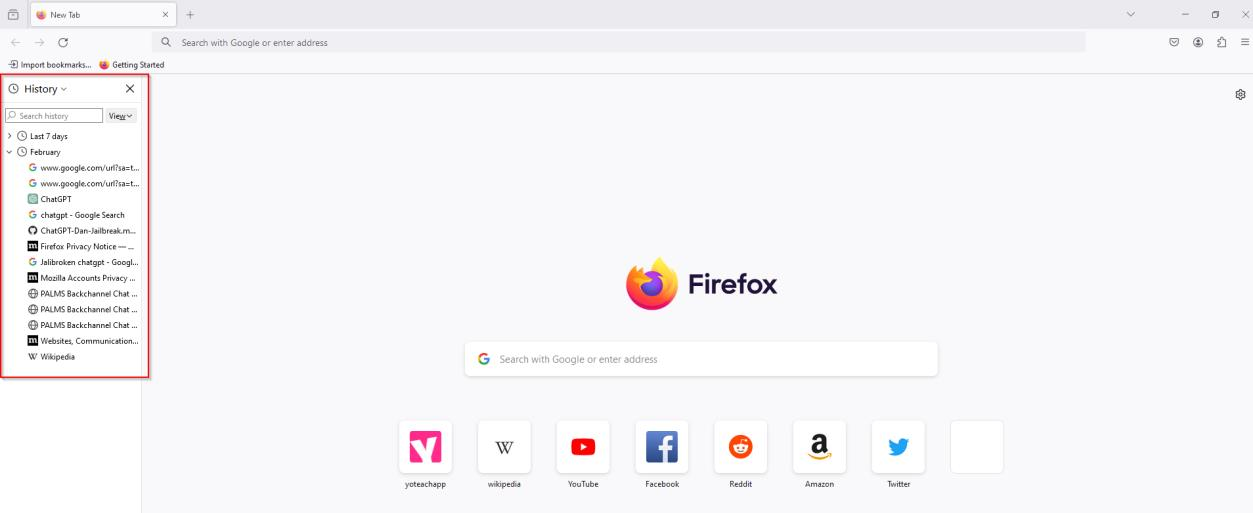 New Tab
Search with Google or enter address
Import bookmarks... Getting Started
History
Search history View
Last 7 days
February
www.google.com/url?sa=t...
www.google.com/url?sa=t...
ChatGPT
chatgpt - Google Search
ChatGPT-Dan-Jailbreak.m...
Firefox Privacy Notice — ...
Jalibroken chatgpt - Googl...
Mozilla Accounts Privacy ...
PALMS Backchannel Chat ...
PALMS Backchannel Chat ...
PALMS Backchannel Chat ...
Websites, Communication...
Wikipedia
Firefox
Search with Google or enter address
yoteachapp wikipedia YouTube Facebook Reddit Amazon Twitter